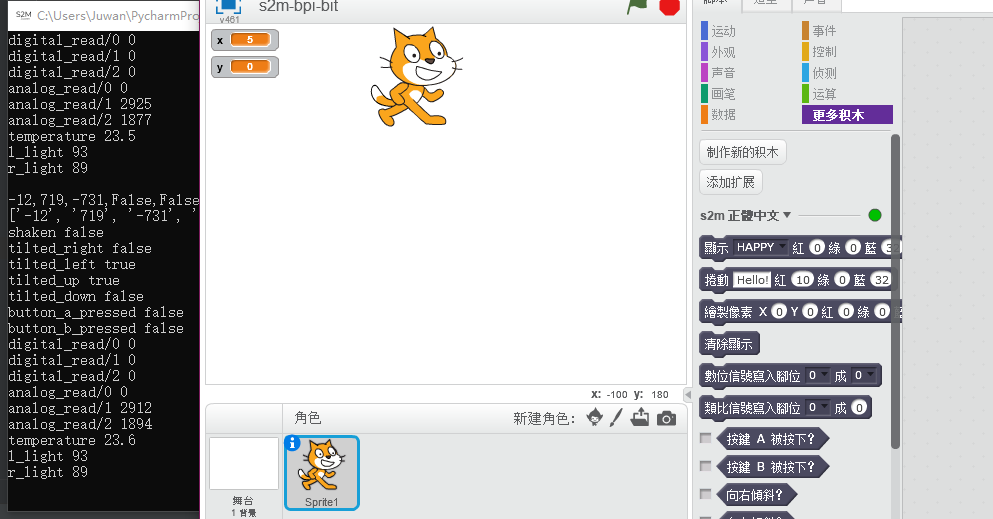 S2M C:\Users\Juwan\PycharmPro
digital_read/0 0
digital_read/1 0
digital_read/2 0
analog_read/0 0
analog_read/1 2925
analog_read/2 1877
temperature 23.5
l_light 93
r_light 89
-12,719,-731,False,False
['-12', '719', '-731', '
shaken false
tilted_right false
tilted_left true
tilted_up true
tilted_down false
button_a_pressed false
button_b_pressed false
digital_read/0 0
digital_read/1 0
digital_read/2 0
analog_read/0 0
analog_read/1 2912
analog_read/2 1894
temperature 23.6
l_light 93
r_light 89
s2m-bpi-bit
v461
x 5
y 0
x: -100 y: 180
角色
新建角色:
舞台
1 背景
Sprite1
脚本 造型 声音
运动 事件
外观 控制
声音 侦测
画笔 运算
数据 更多积木
制作新的积木
添加扩展
s2m 正體中文
顯示 HAPPY 紅 0 綠 0 藍 3
捲動 Hello! 紅 10 綠 0 藍 32
繪製像素 X 0 Y 0 紅 0 綠 0
清除顯示
數位信號寫入腳位 0 成 0
類比信號寫入腳位 0 成 0
按鍵 A 被按下?
按鍵 B 被按下?
向右傾斜?